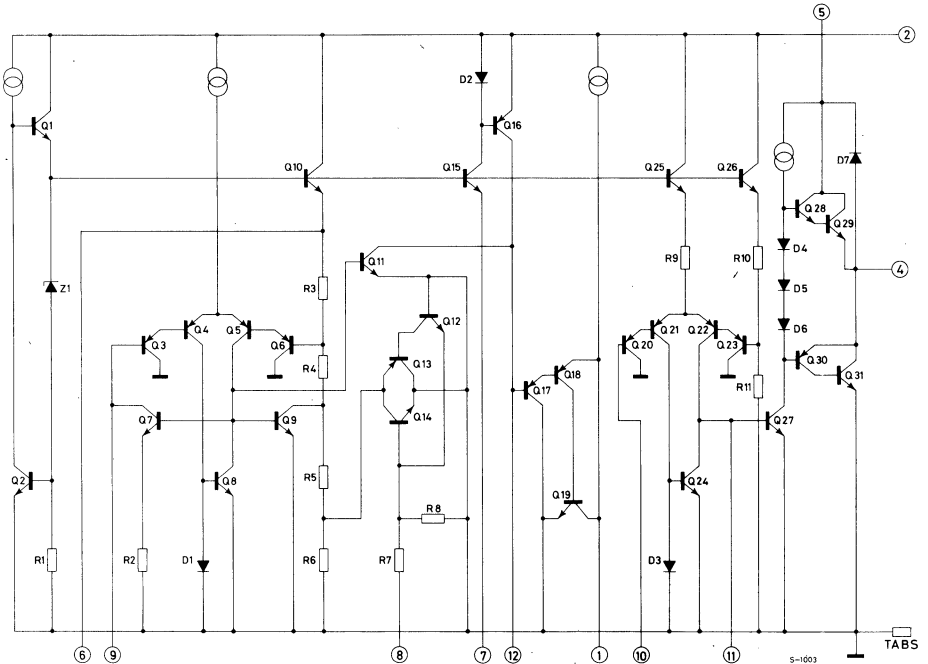 5
2
D2
Q1
Q16
D7
Q10
Q15
Q25
Q26
Q28
Q29
D4
Q11
R9
R10
4
Z1
R3
D5
Q12
Q4
Q5
Q21
Q22
D6
Q3
Q6
Q20
Q23
Q13
Q18
Q30
Q31
R4
Q17
R11
Q14
Q7
Q9
Q27
Q2
Q8
R5
Q24
Q19
R8
R1
R2
D1
R6
R7
D3
TABS
6
9
8
7
12
1
10
11
S-1003